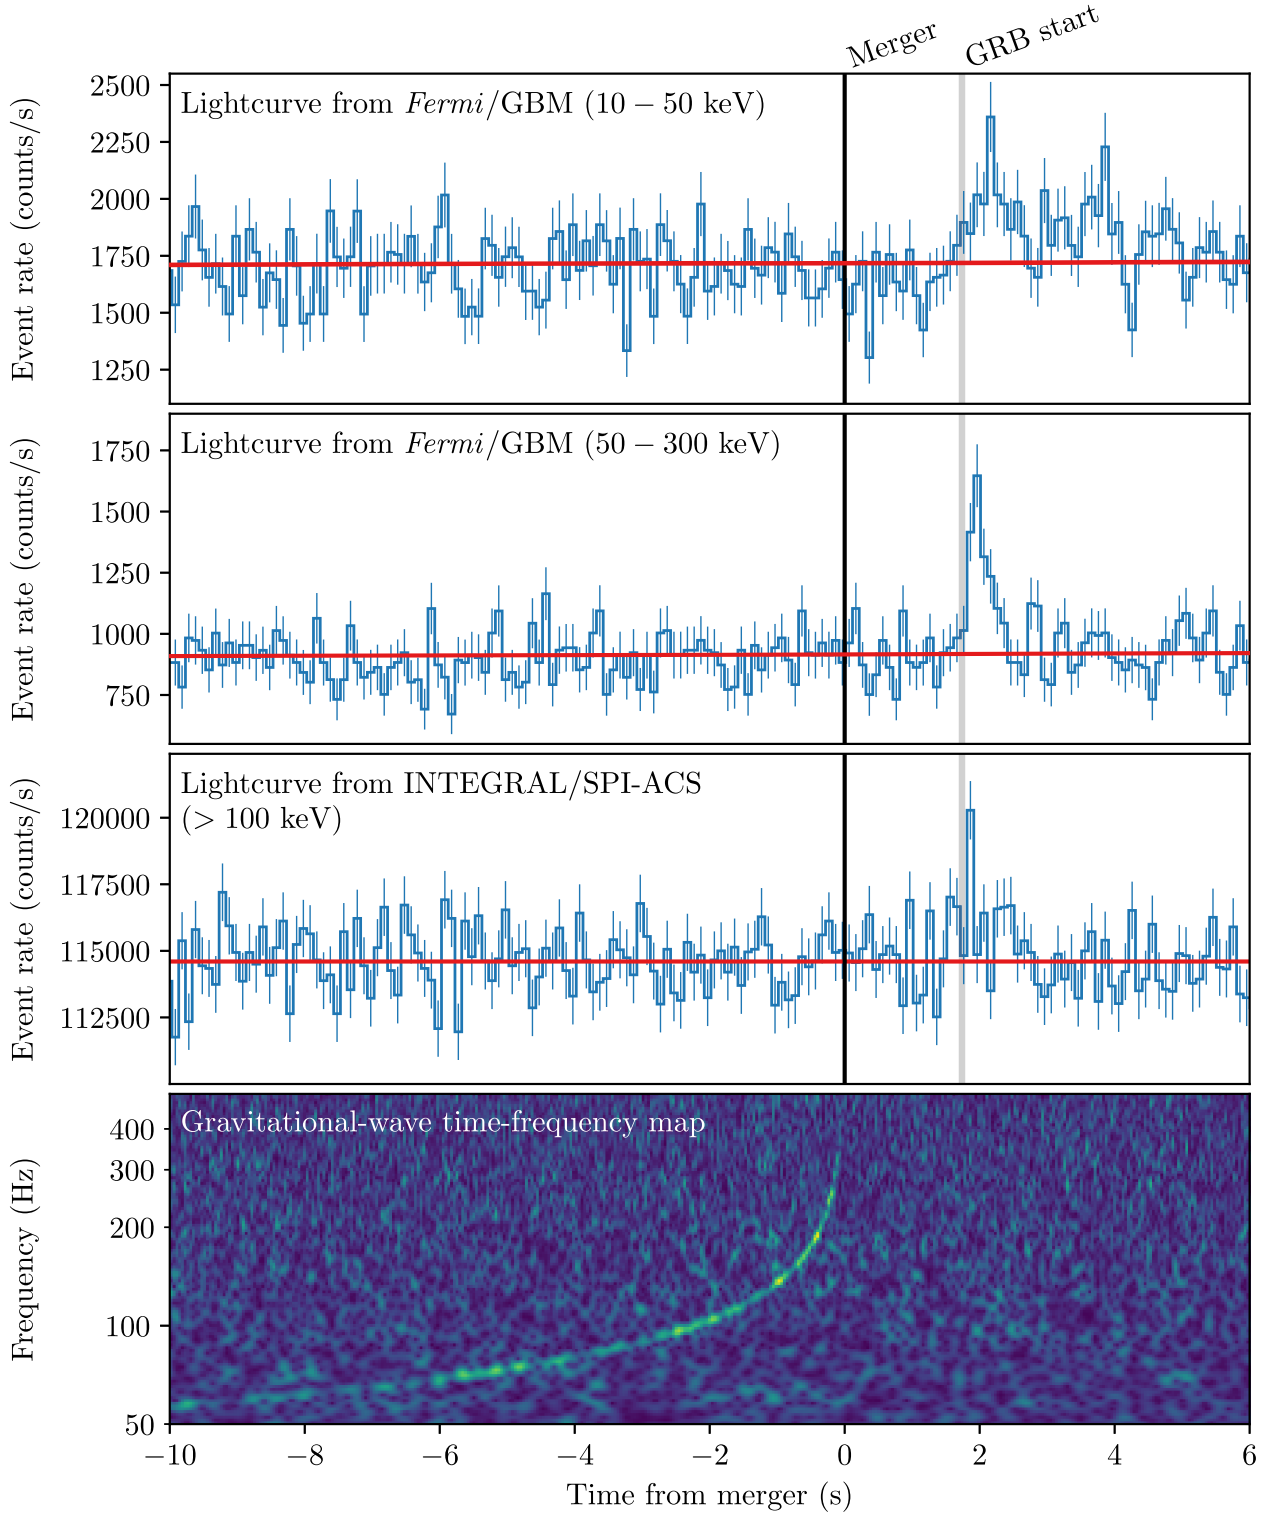 Merger
GRB start
Lightcurve from Fermi/GBM (10 − 50 keV)
Event rate (counts/s)
2500
2250
2000
1750
1500
1250
Lightcurve from Fermi/GBM (50 − 300 keV)
Event rate (counts/s)
1750
1500
1250
1000
750
Lightcurve from INTEGRAL/SPI-ACS
(> 100 keV)
Event rate (counts/s)
120000
117500
115000
112500
Gravitational-wave time-frequency map
Frequency (Hz)
400
300
200
100
50
−10 −8 −6 −4 −2 0 2 4 6
Time from merger (s)